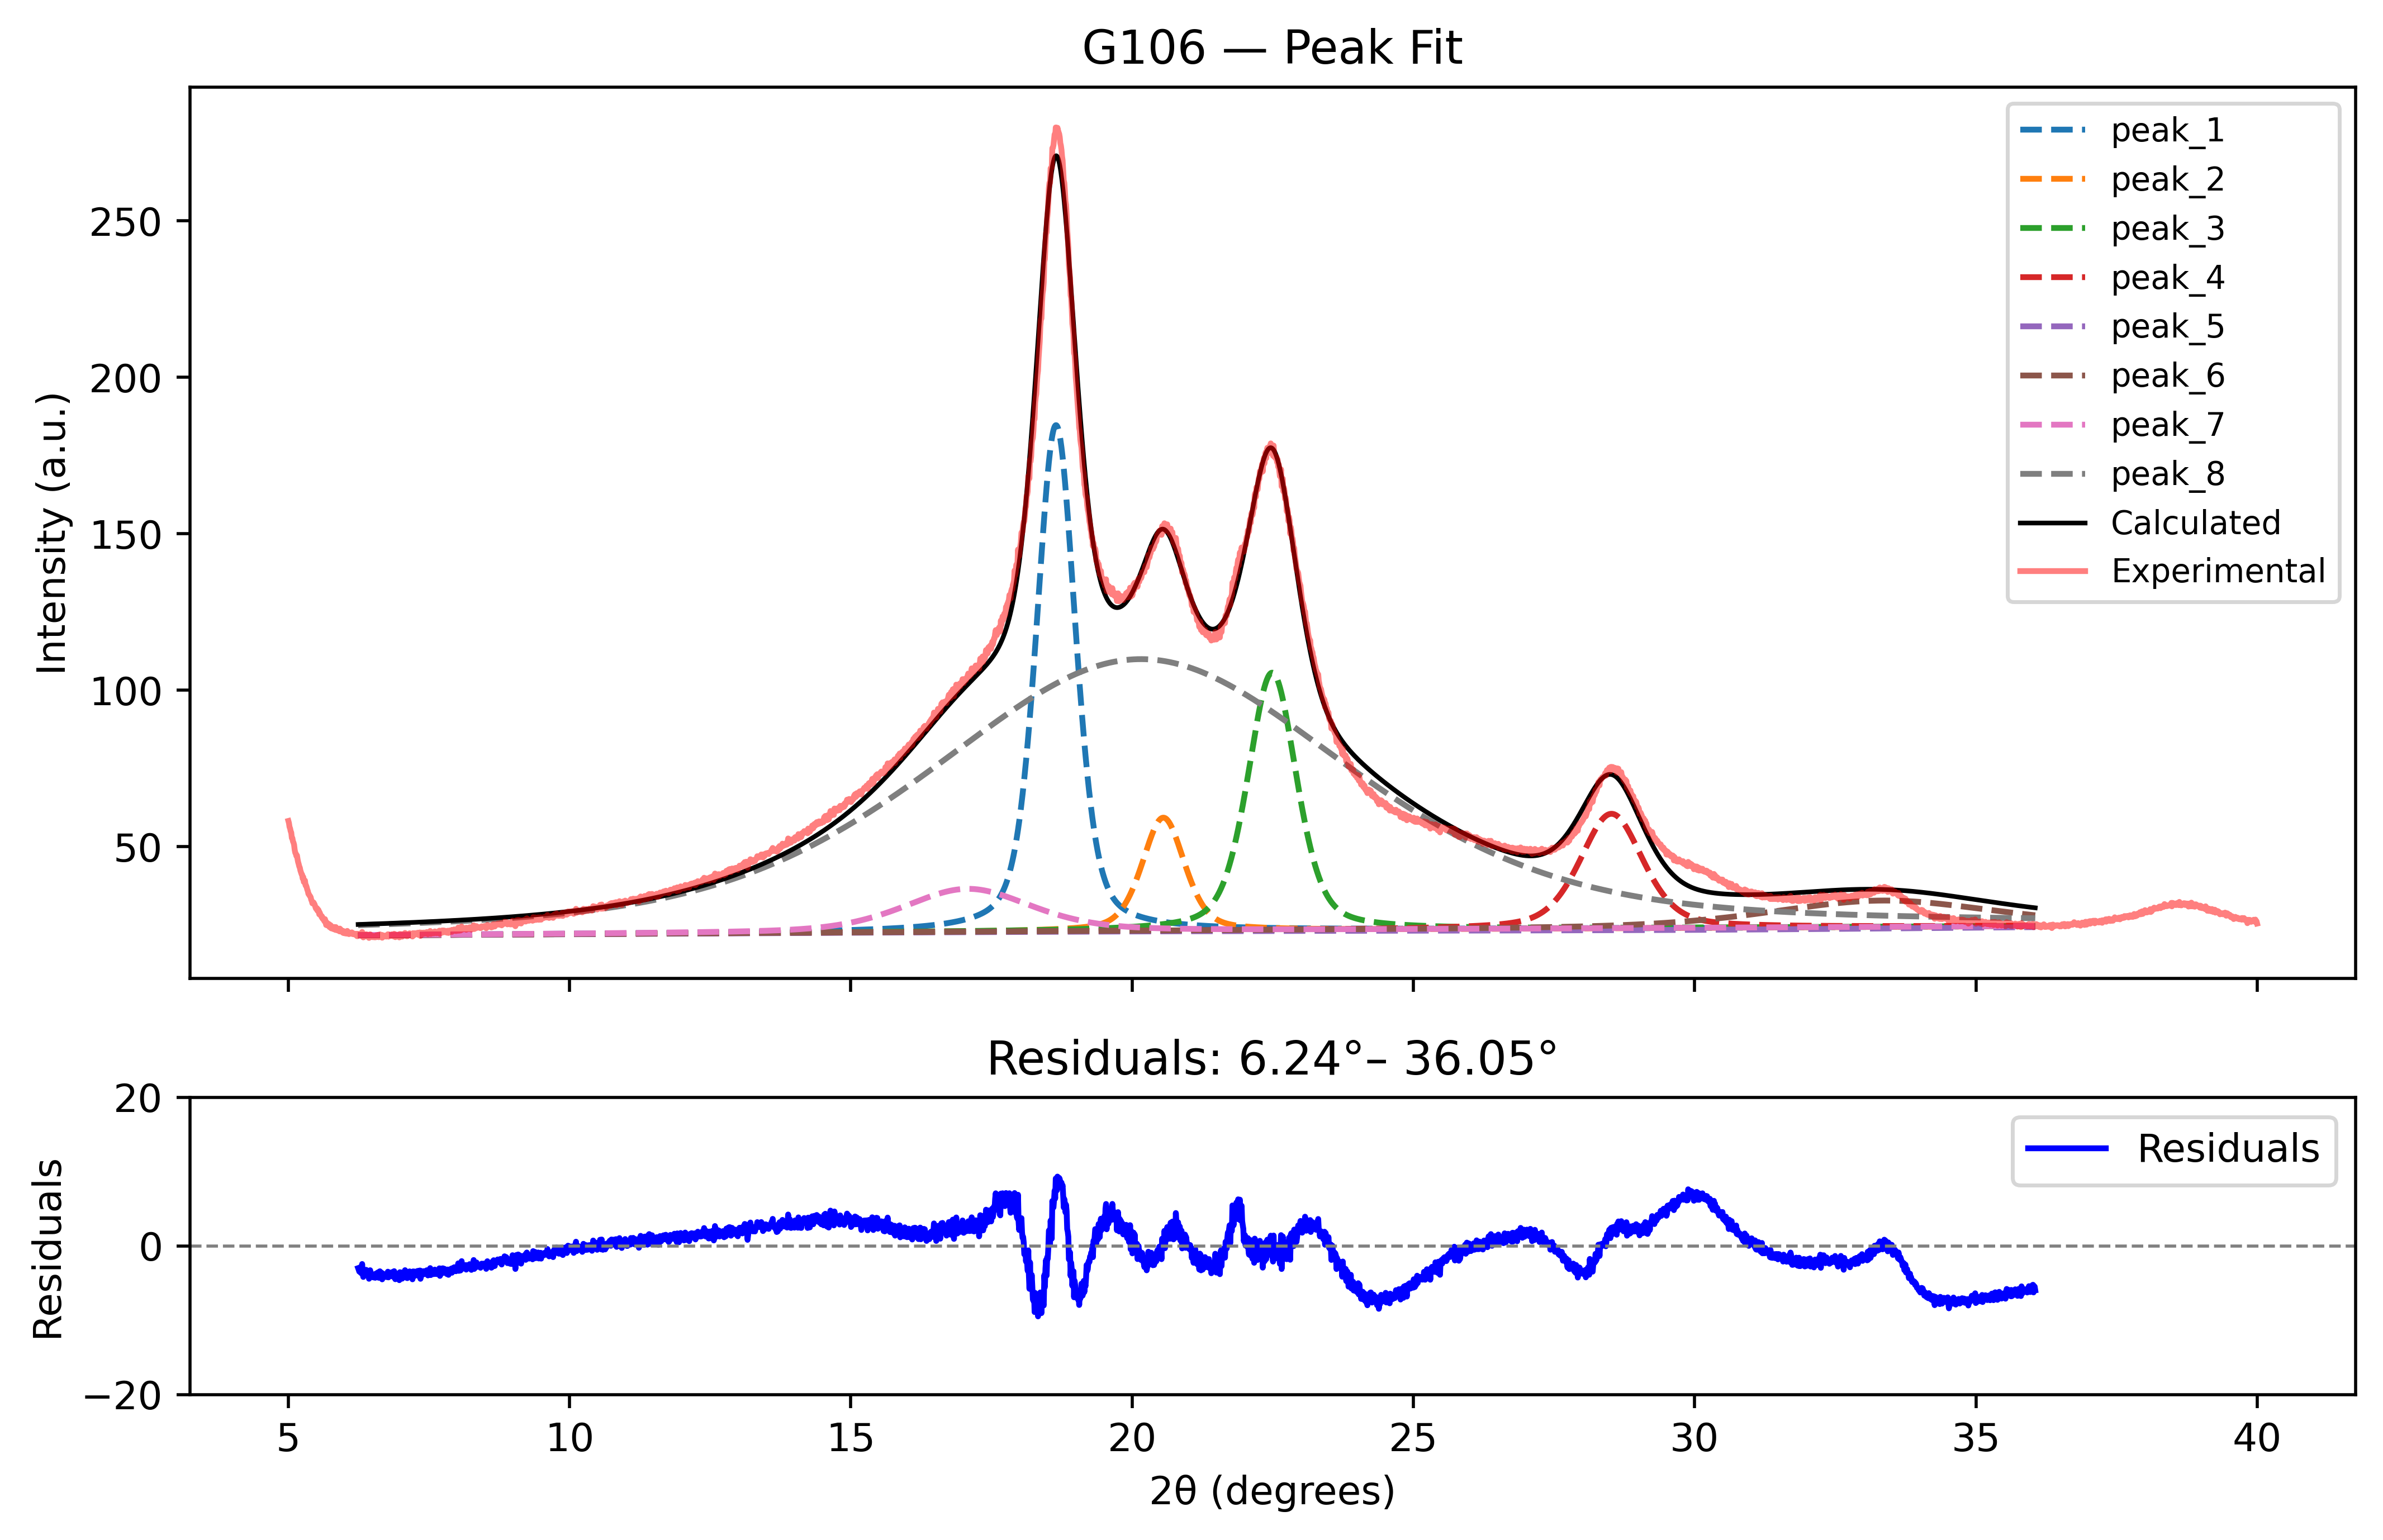 G106 — Peak Fit
Intensity (a.u.)
250
200
150
100
50
peak_1
peak_2
peak_3
peak_4
peak_5
peak_6
peak_7
peak_8
Calculated
Experimental
Residuals: 6.24°– 36.05°
Residuals
20
0
−20
Residuals
5 10 15 20 25 30 35 40
2θ (degrees)